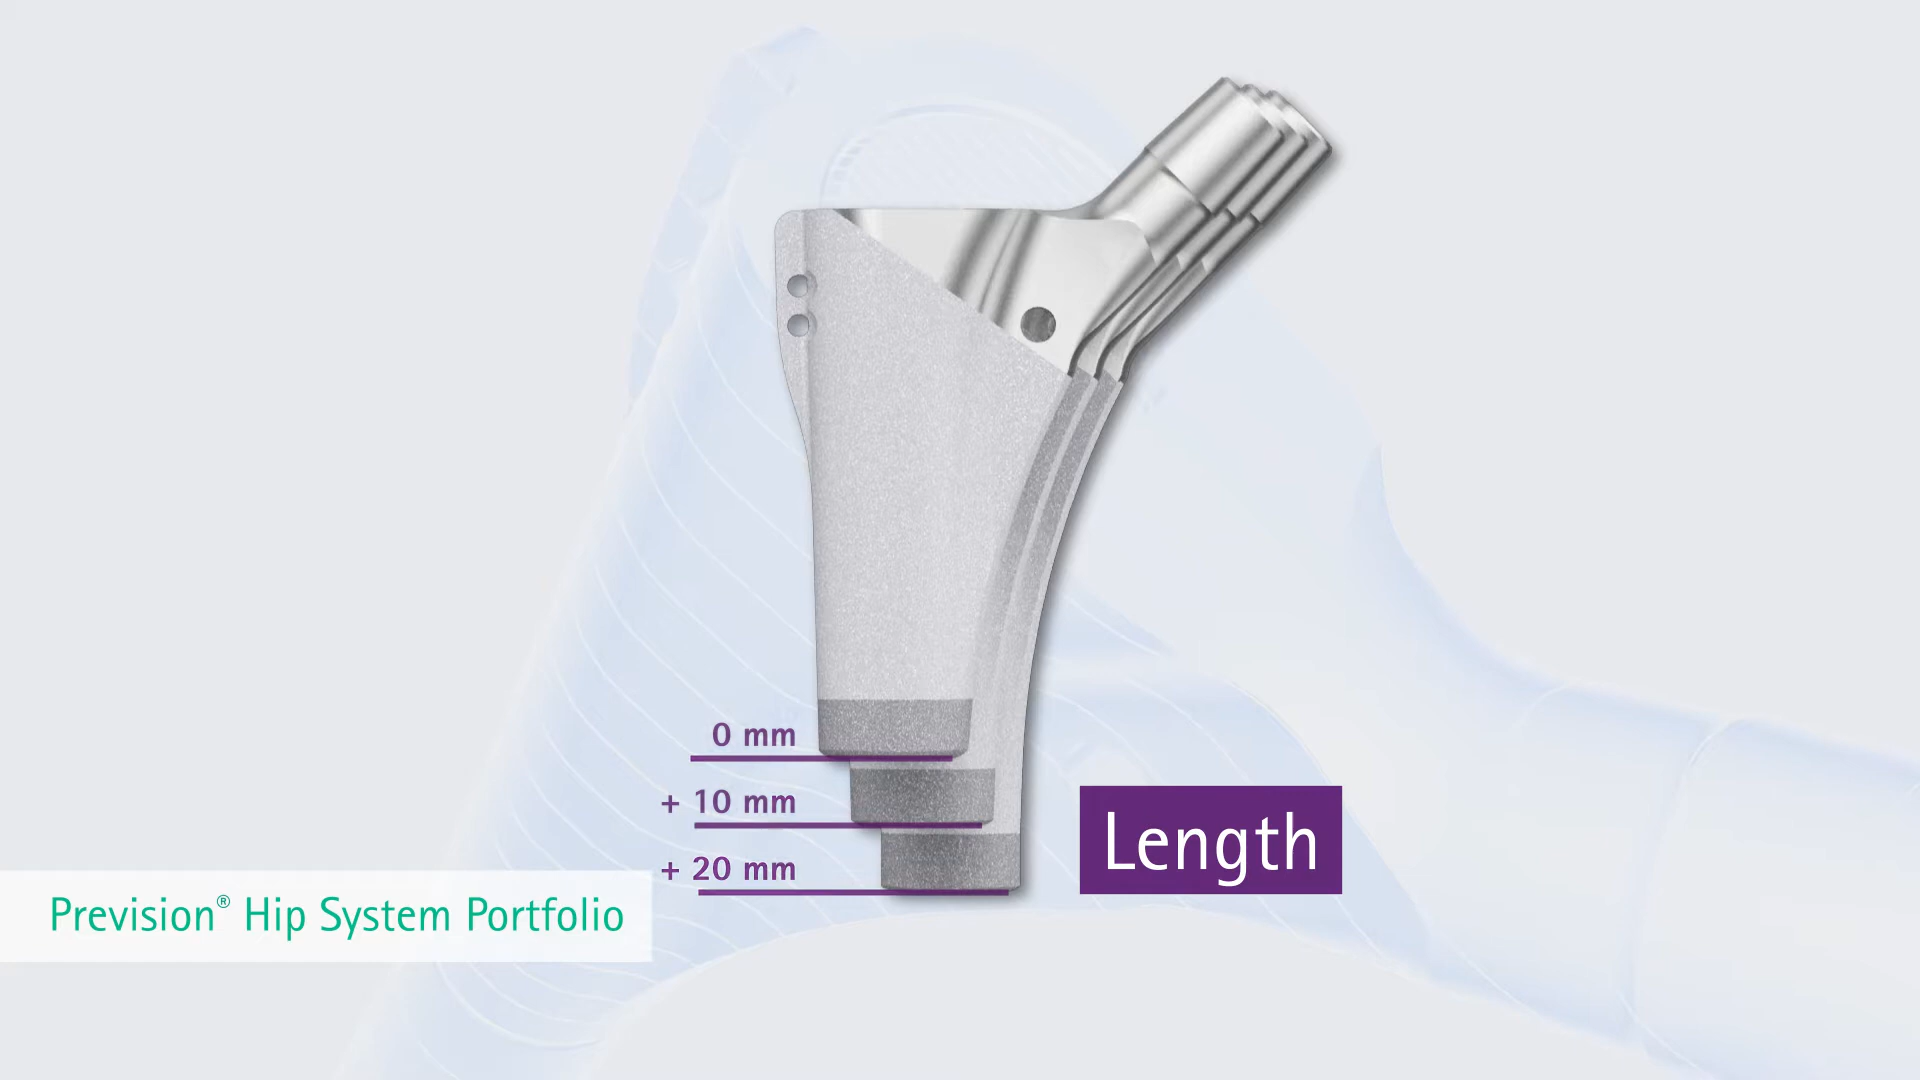 0 mm
+ 10 mm
+ 20 mm
Length
Prevision® Hip System Portfolio